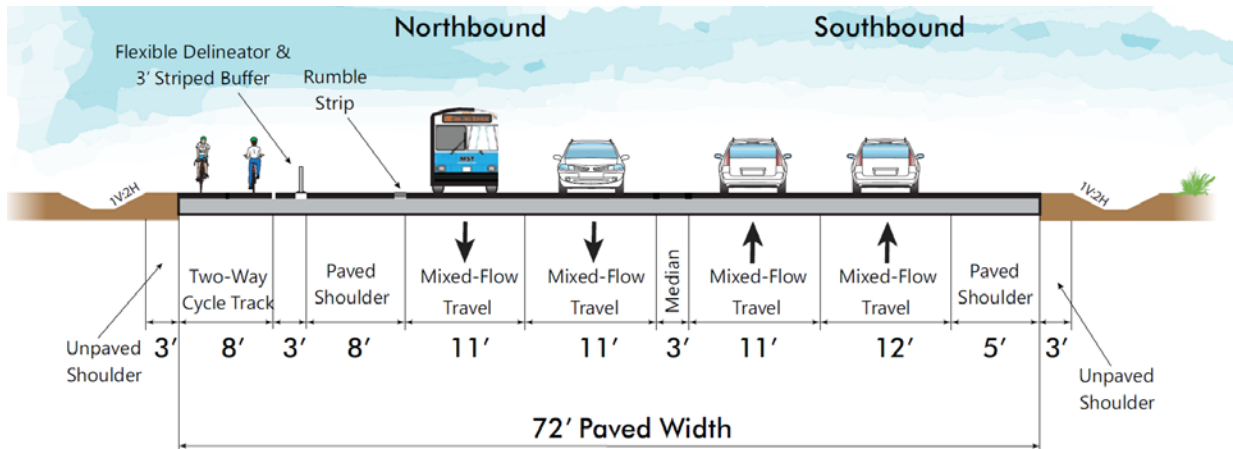 Northbound
Southbound
Flexible Delineator &
3' Striped Buffer
Rumble
Strip
MST
1V:2H
1V:2H
Two-Way
Cycle Track
Paved
Shoulder
Mixed-Flow
Travel
Mixed-Flow
Travel
Median
Mixed-Flow
Travel
Mixed-Flow
Travel
Paved
Shoulder
Unpaved
Shoulder
3'
8'
3'
8'
11'
11'
3'
11'
12'
5'
3'
Unpaved
Shoulder
72' Paved Width